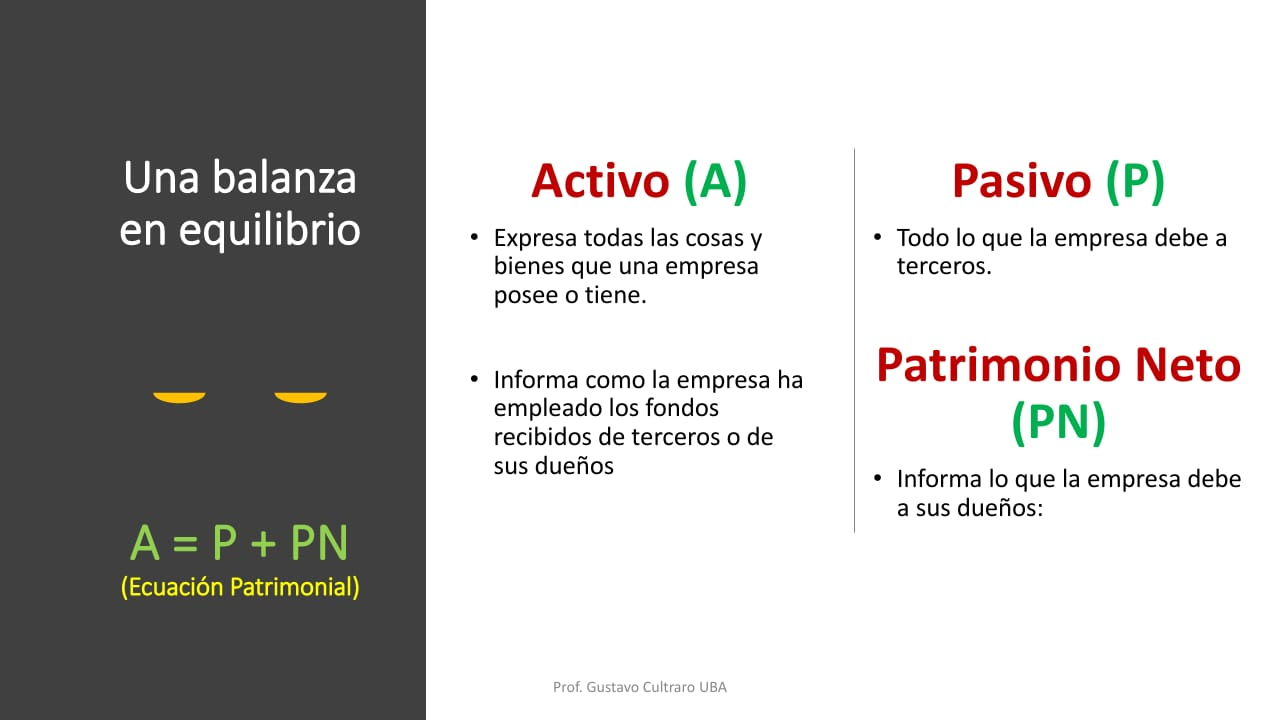 Una balanza
en equilibrio
A = P + PN
(Ecuación Patrimonial)
Activo (A)
• Expresa todas las cosas y
bienes que una empresa
posee o tiene.
• Informa como la empresa ha
empleado los fondos
recibidos de terceros o de
sus dueños
Pasivo (P)
• Todo lo que la empresa debe a
terceros.
Patrimonio Neto
(PN)
• Informa lo que la empresa debe
a sus dueños:
Prof. Gustavo Cultraro UBA